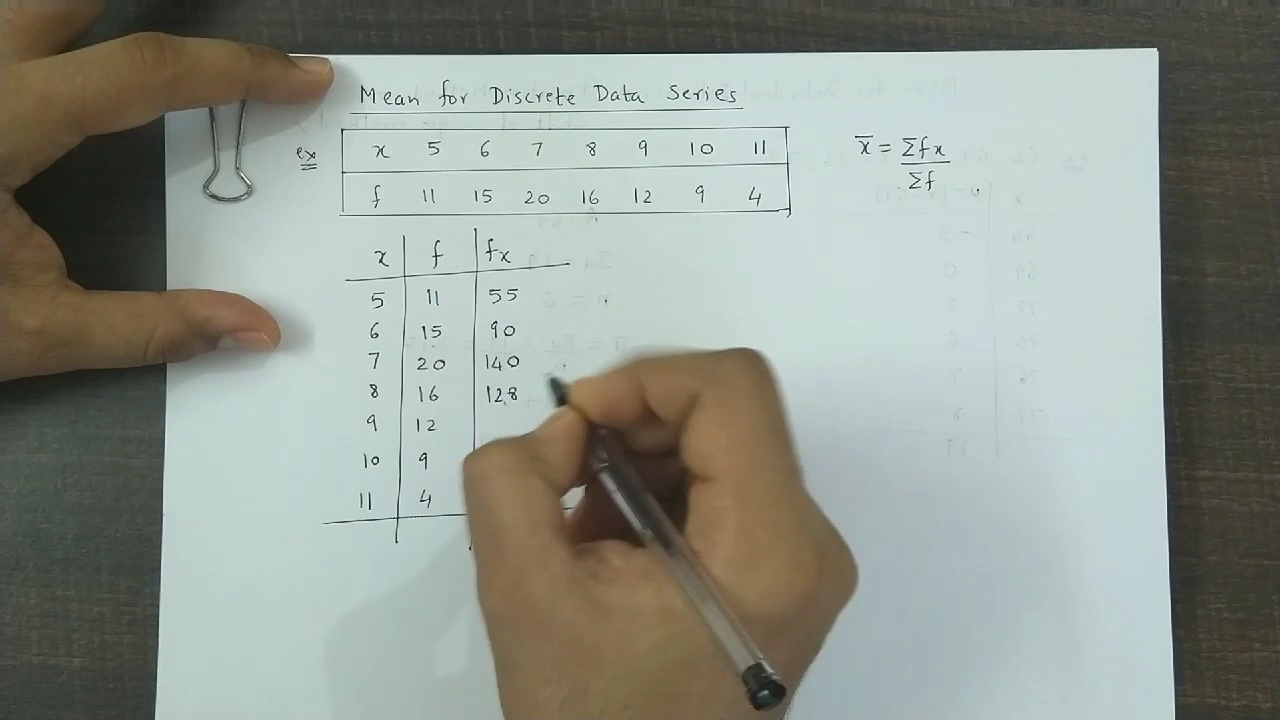 Mean for Discrete Data Series
ex
x 5 6 7 8 9 10 11
f 11 15 20 16 12 9 4
x̄ = Σfx
Σf
x f fx
5 11 55
6 15 90
7 20 140
8 16 128
9 12
10 9
11 4